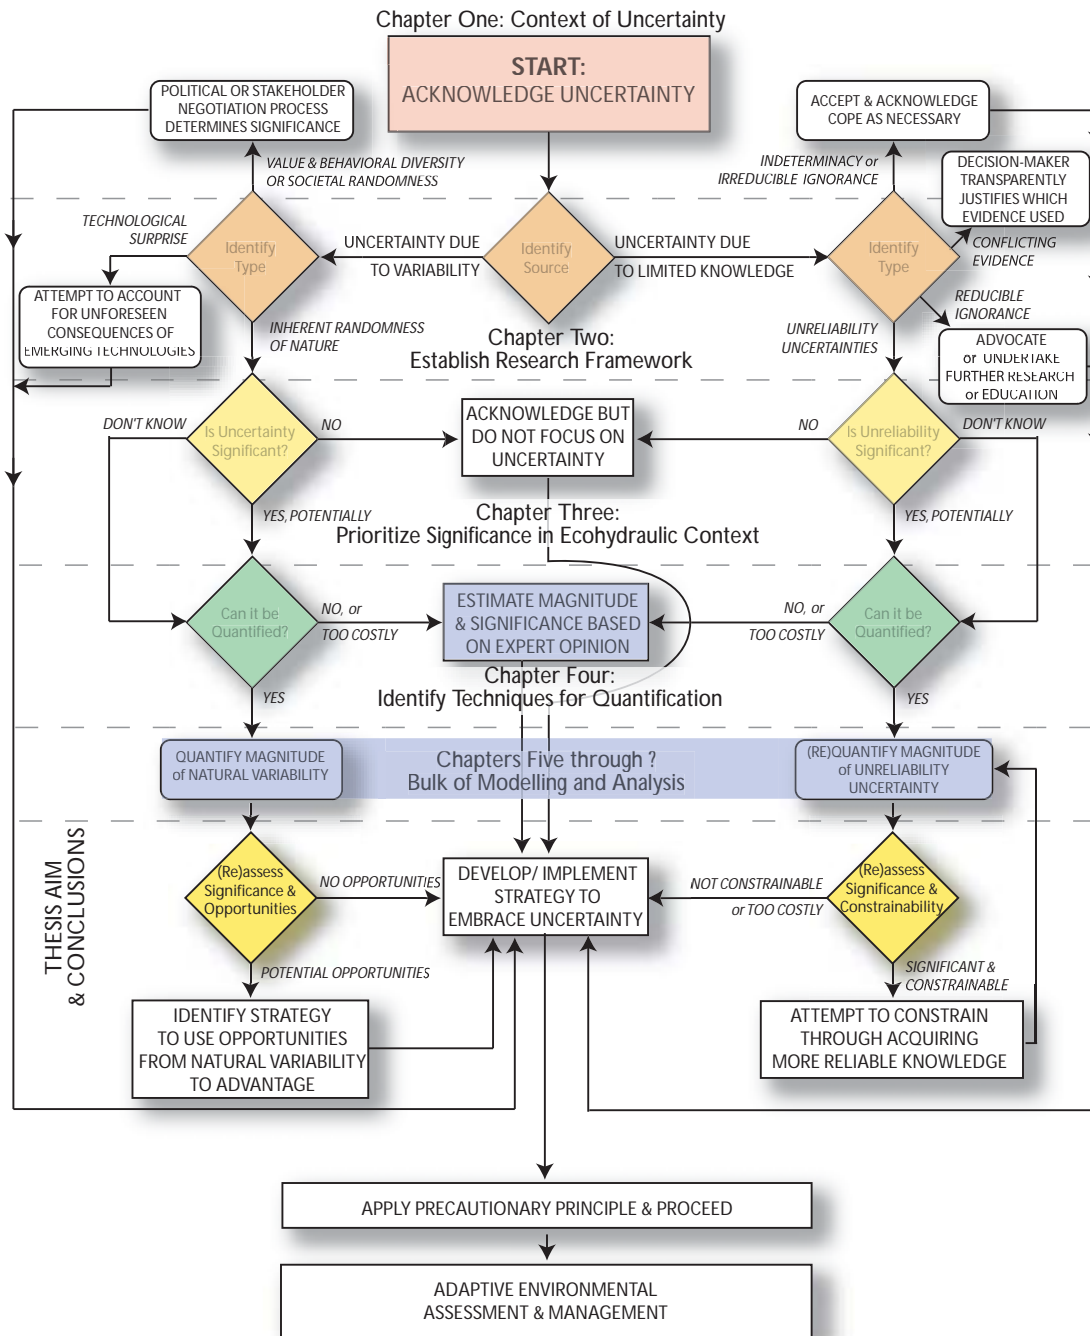 Chapter One: Context of Uncertainty
START:
ACKNOWLEDGE UNCERTAINTY
POLITICAL OR STAKEHOLDER
NEGOTIATION PROCESS
DETERMINES SIGNIFICANCE
ACCEPT & ACKNOWLEDGE
COPE AS NECESSARY
VALUE & BEHAVIORAL DIVERSITY
OR SOCIETAL RANDOMNESS
INDETERMINACY or
IRREDUCIBLE IGNORANCE
DECISION-MAKER
TRANSPARENTLY
JUSTIFIES WHICH
EVIDENCE USED
TECHNOLOGICAL
SURPRISE
Identify
Type
UNCERTAINTY DUE
TO VARIABILITY
Identify
Source
UNCERTAINTY DUE
TO LIMITED KNOWLEDGE
Identify
Type
CONFLICTING
EVIDENCE
ATTEMPT TO ACCOUNT
FOR UNFORESEEN
CONSEQUENCES OF
EMERGING TECHNOLOGIES
INHERENT RANDOMNESS
OF NATURE
Chapter Two:
Establish Research Framework
UNRELIABILITY
UNCERTAINTIES
REDUCIBLE
IGNORANCE
ADVOCATE
or UNDERTAKE
FURTHER RESEARCH
or EDUCATION
DON'T KNOW
Is Uncertainty
Significant?
NO
ACKNOWLEDGE BUT
DO NOT FOCUS ON
UNCERTAINTY
NO
Is Unreliability
Significant?
DON'T KNOW
YES, POTENTIALLY
Chapter Three:
Prioritize Significance in Ecohydraulic Context
YES, POTENTIALLY
Can it be
Quantified?
NO, or
TOO COSTLY
ESTIMATE MAGNITUDE
& SIGNIFICANCE BASED
ON EXPERT OPINION
NO, or
TOO COSTLY
Can it be
Quantified?
YES
Chapter Four:
Identify Techniques for Quantification
YES
QUANTIFY MAGNITUDE
of NATURAL VARIABILITY
Chapters Five through ?
Bulk of Modelling and Analysis
(RE)QUANTIFY MAGNITUDE
of UNRELIABILITY
UNCERTAINTY
THESIS AIM
& CONCLUSIONS
(Re)assess
Significance &
Opportunities
NO OPPORTUNITIES
DEVELOP/ IMPLEMENT
STRATEGY TO
EMBRACE UNCERTAINTY
NOT CONSTRAINABLE
or TOO COSTLY
(Re)assess
Significance &
Constrainability
POTENTIAL OPPORTUNITIES
SIGNIFICANT &
CONSTRAINABLE
IDENTIFY STRATEGY
TO USE OPPORTUNITIES
FROM NATURAL VARIABILITY
TO ADVANTAGE
ATTEMPT TO CONSTRAIN
THROUGH ACQUIRING
MORE RELIABLE KNOWLEDGE
APPLY PRECAUTIONARY PRINCIPLE & PROCEED
ADAPTIVE ENVIRONMENTAL
ASSESSMENT & MANAGEMENT